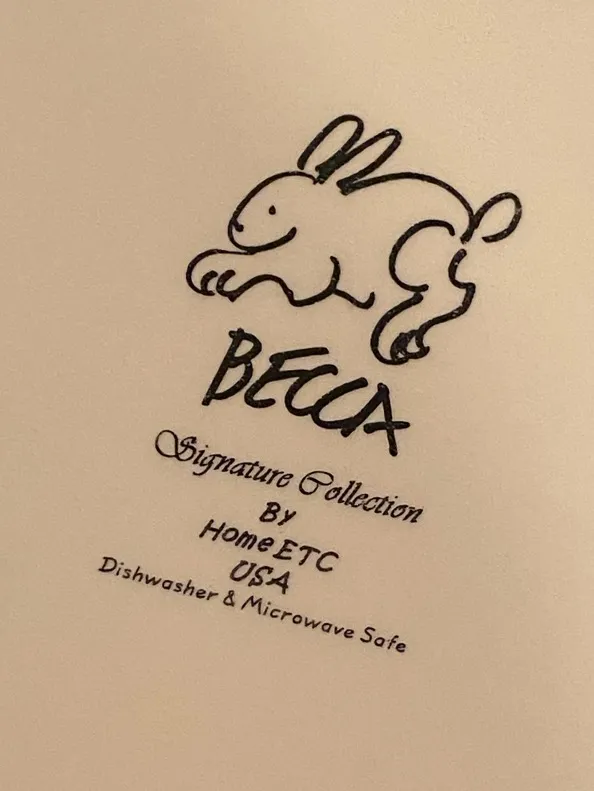 BECCA
Signature Collection
By
Home ETC
USA
Dishwasher & Microwave Safe